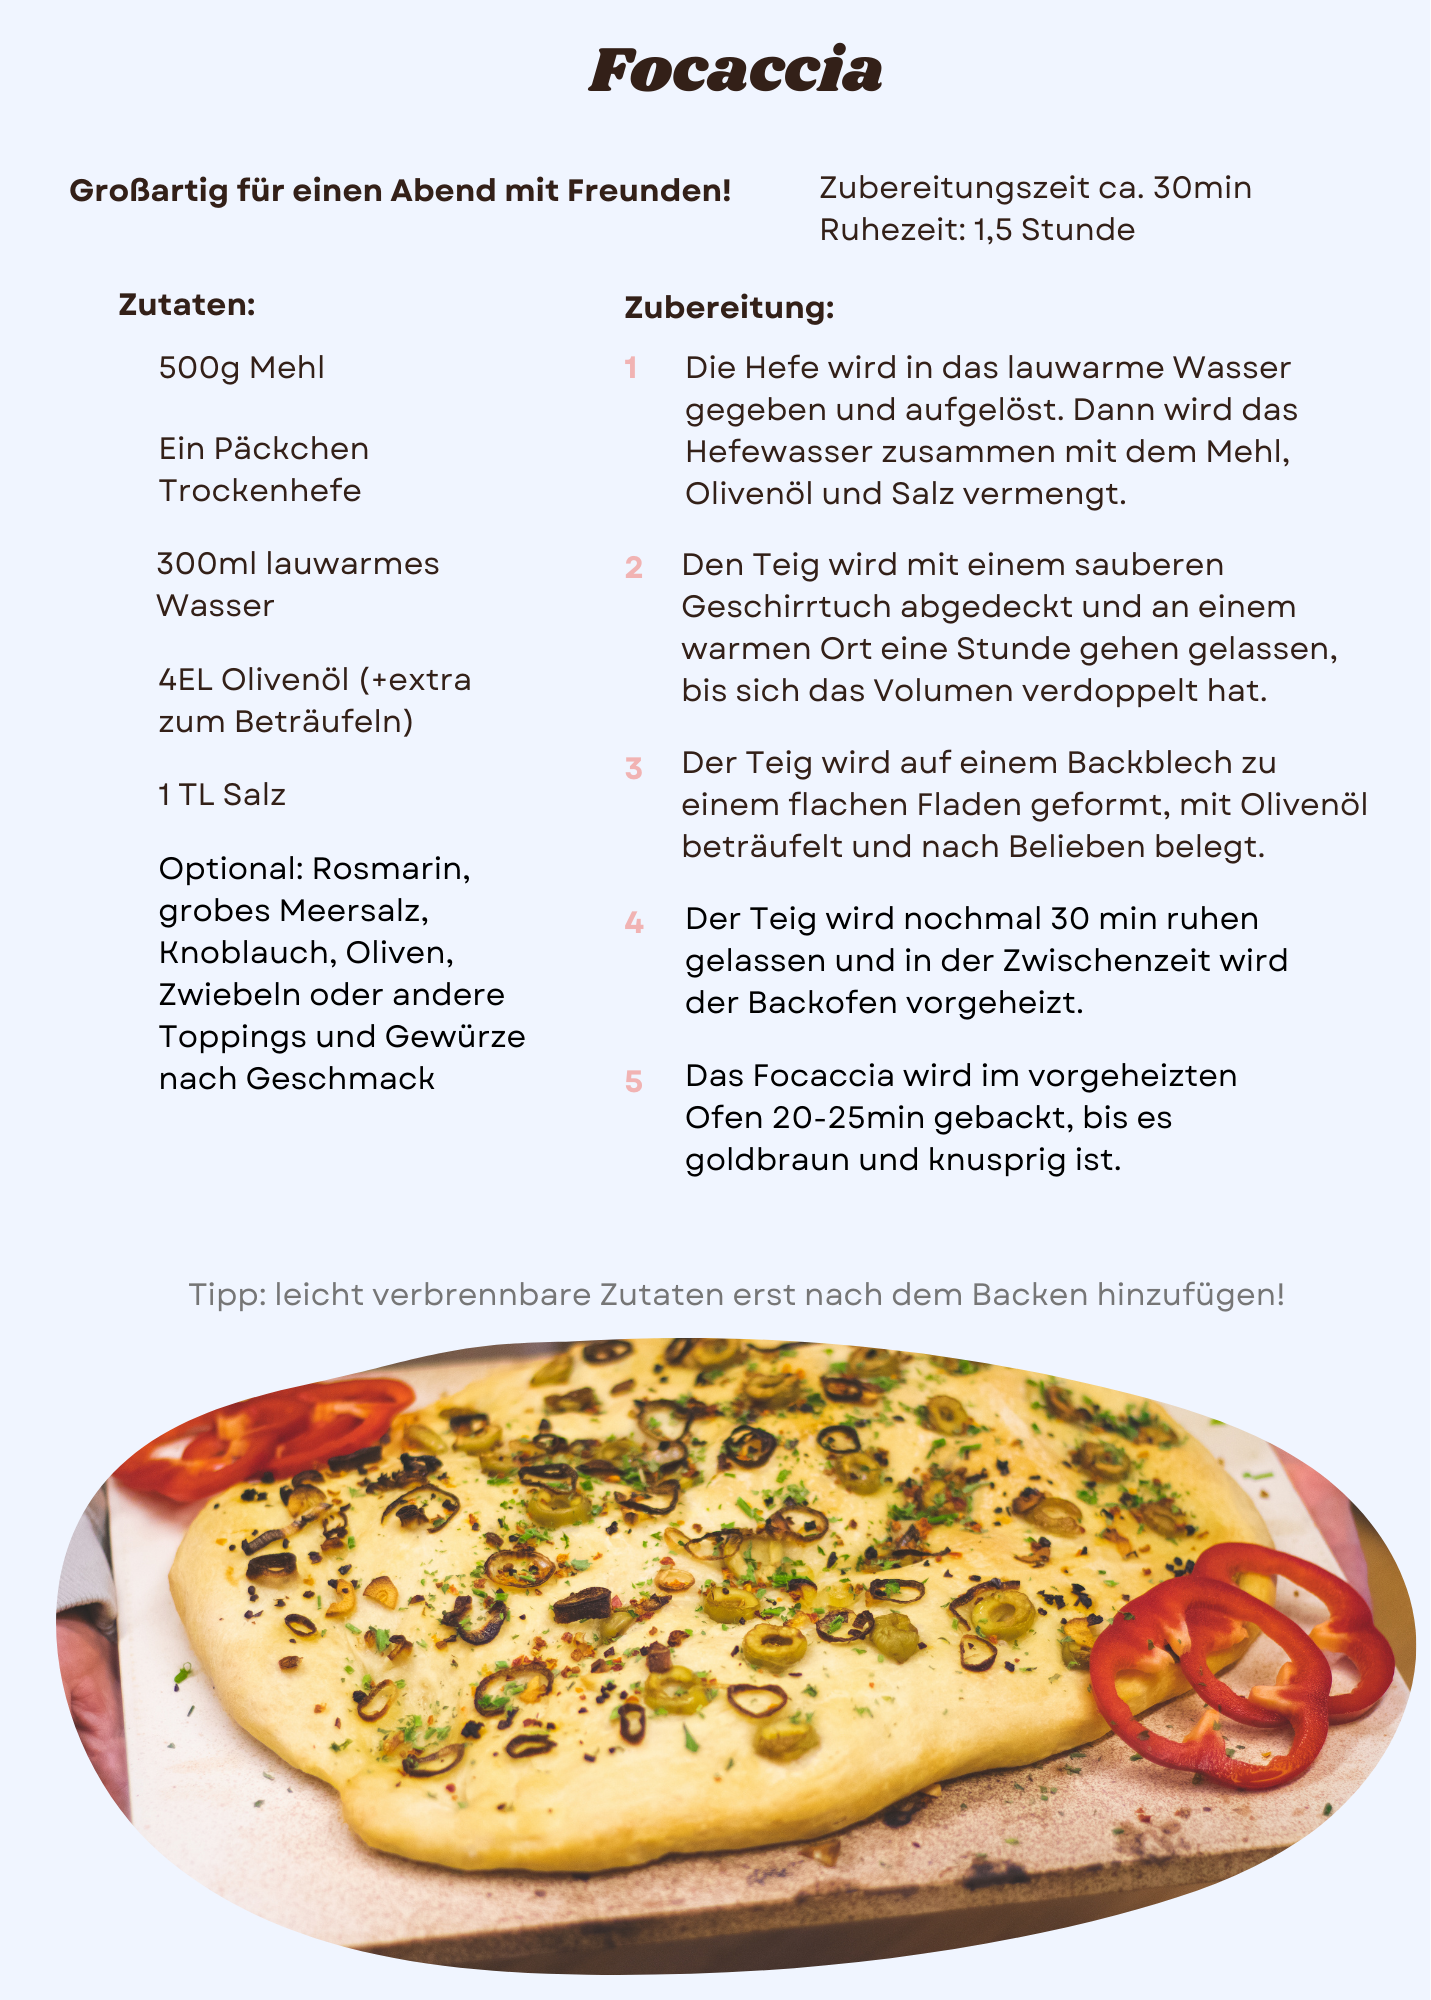 Focaccia
Großartig für einen Abend mit Freunden!
Zubereitungszeit ca. 30min
Ruhezeit: 1,5 Stunde
Zutaten:
500g Mehl
Ein Päckchen
Trockenhefe
300ml lauwarmes
Wasser
4EL Olivenöl (+extra
zum Beträufeln)
1 TL Salz
Optional: Rosmarin,
grobes Meersalz,
Knoblauch, Oliven,
Zwiebeln oder andere
Toppings und Gewürze
nach Geschmack
Zubereitung:
1 Die Hefe wird in das lauwarme Wasser
gegeben und aufgelöst. Dann wird das
Hefewasser zusammen mit dem Mehl,
Olivenöl und Salz vermengt.
2 Den Teig wird mit einem sauberen
Geschirrtuch abgedeckt und an einem
warmen Ort eine Stunde gehen gelassen,
bis sich das Volumen verdoppelt hat.
3 Der Teig wird auf einem Backblech zu
einem flachen Fladen geformt, mit Olivenöl
beträufelt und nach Belieben belegt.
4 Der Teig wird nochmal 30 min ruhen
gelassen und in der Zwischenzeit wird
der Backofen vorgeheizt.
5 Das Focaccia wird im vorgeheizten
Ofen 20-25min gebackt, bis es
goldbraun und knusprig ist.
Tipp: leicht verbrennbare Zutaten erst nach dem Backen hinzufügen!